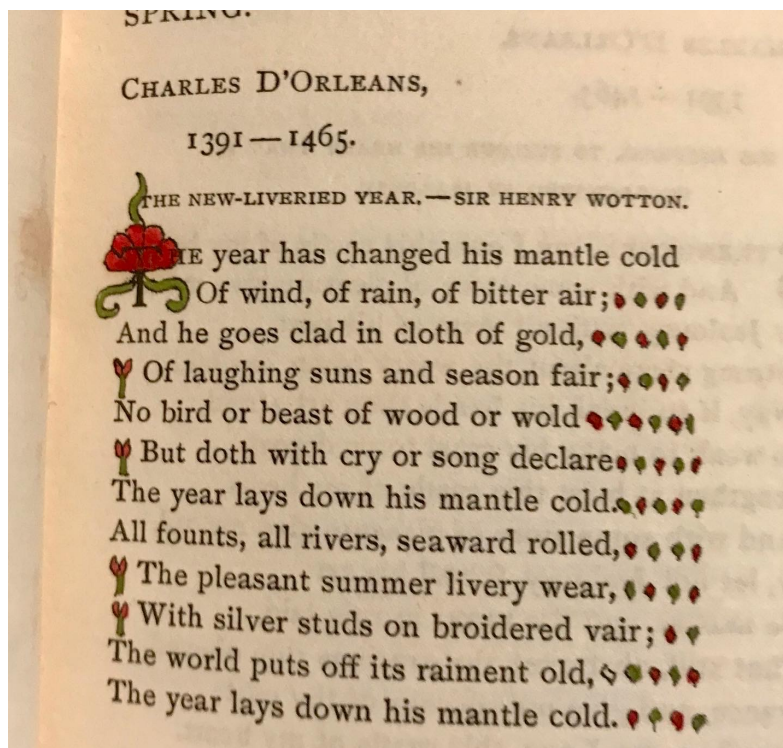 SPRING.
CHARLES D'ORLEANS,
1391—1465.
THE NEW-LIVERIED YEAR.—SIR HENRY WOTTON.
THE year has changed his mantle cold
Of wind, of rain, of bitter air;
And he goes clad in cloth of gold,
Of laughing suns and season fair;
No bird or beast of wood or wold
But doth with cry or song declare
The year lays down his mantle cold.
All founts, all rivers, seaward rolled,
The pleasant summer livery wear,
With silver studs on broidered vair;
The world puts off its raiment old,
The year lays down his mantle cold.